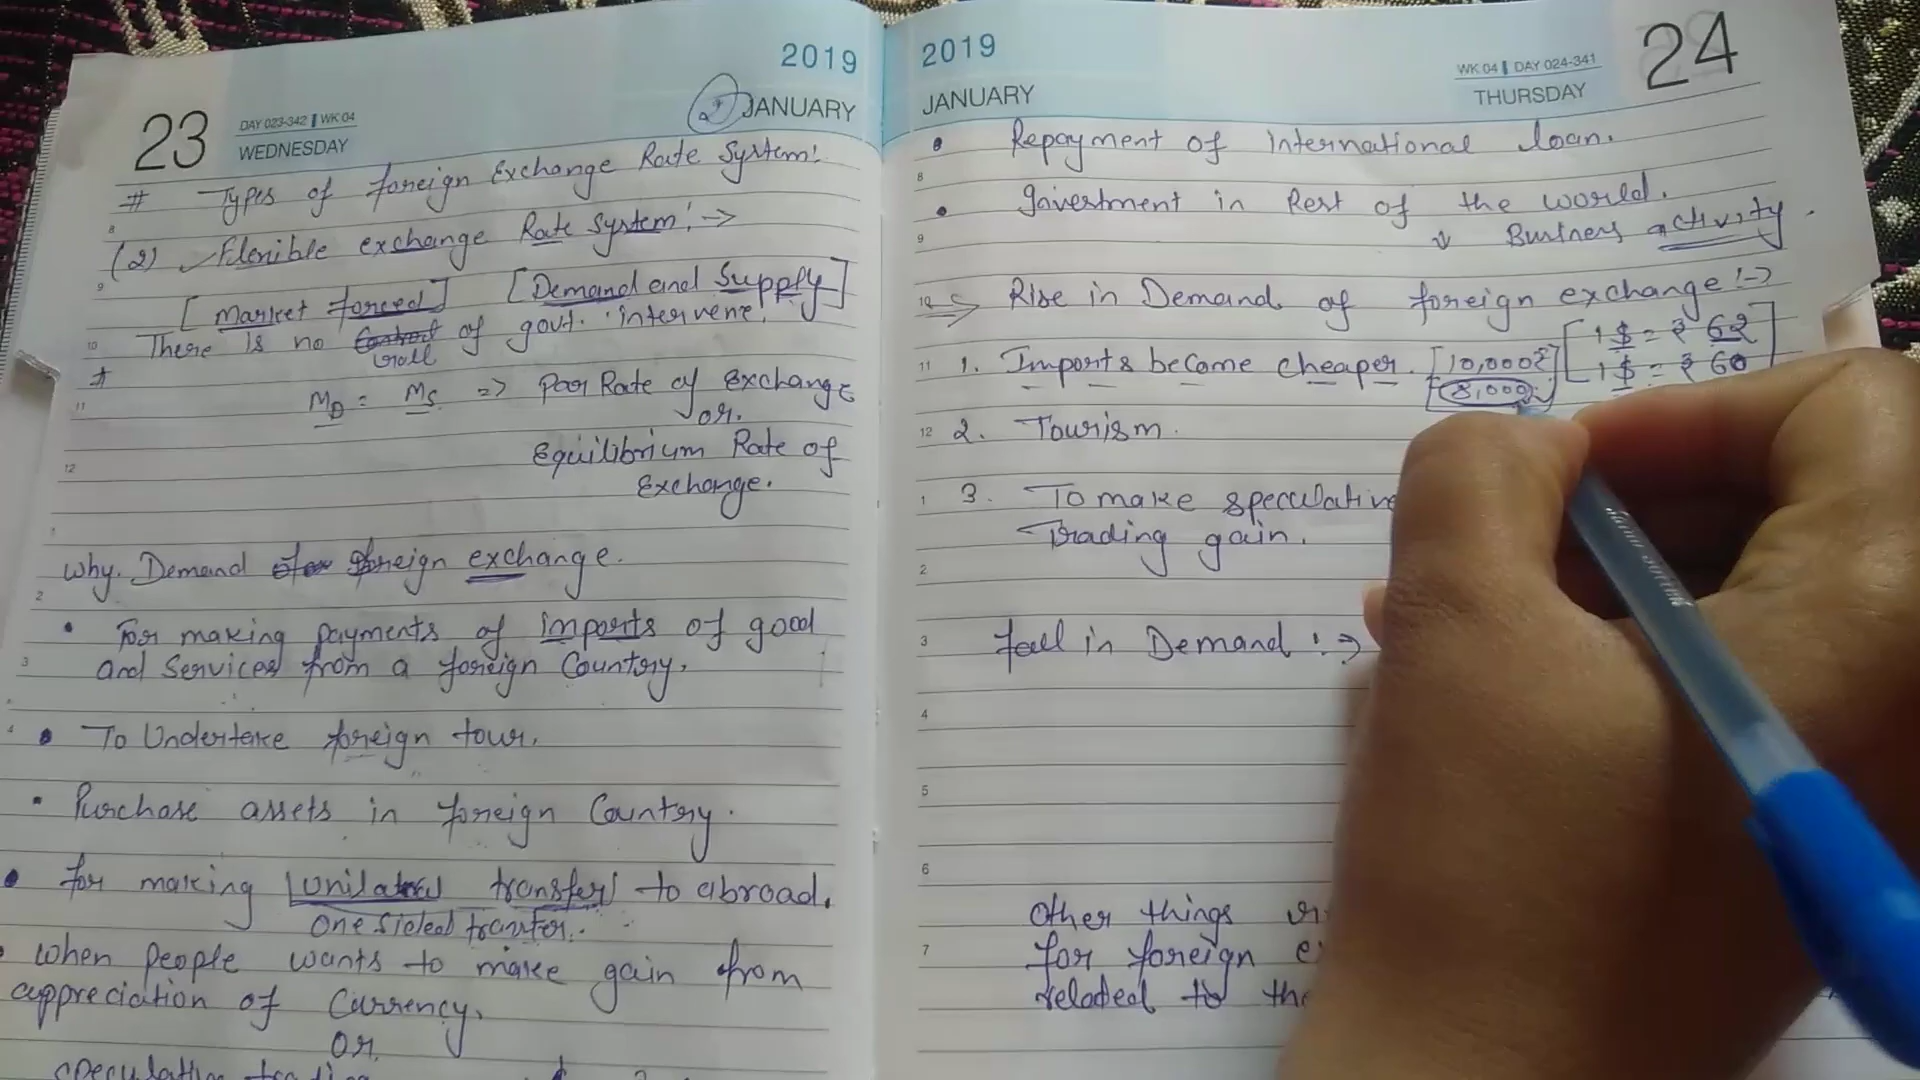 2019
23
DAY 023-342 | WK 04
WEDNESDAY
2 JANUARY
# Types of foreign Exchange Rate System!
(2) Flexible exchange Rate System! →
[Market forced] [Demand and Supply]
There is no of govt. intervene.
roll
M_D = M_S => Paar Rate of Exchange
or.
Equilibrium Rate of
Exchange.
Why. Demand foreign exchange.
• For making payments of imports of good
and Services from a foreign Country.
• To Undertake foreign tour.
• Purchase assets in foreign Country.
• for making unilateral transfer to abroad.
One sided transfer.
• When people wants to make gain from
appreciation of Currency.
OR
speculative trading
2019
24
WK 04 | DAY 024-341
JANUARY
THURSDAY
• Repayment of international loan.
• Investment in Rest of the world.
↓ Business activity.
=> Rise in Demand of foreign exchange! →
1 $ = ₹ 62
1. Imports become cheaper. [10,000
1 $ = ₹ 60
[8,000
2. Tourism.
3. To make speculative
Trading gain.
fall in Demand! →
Other things
for foreign
related to the